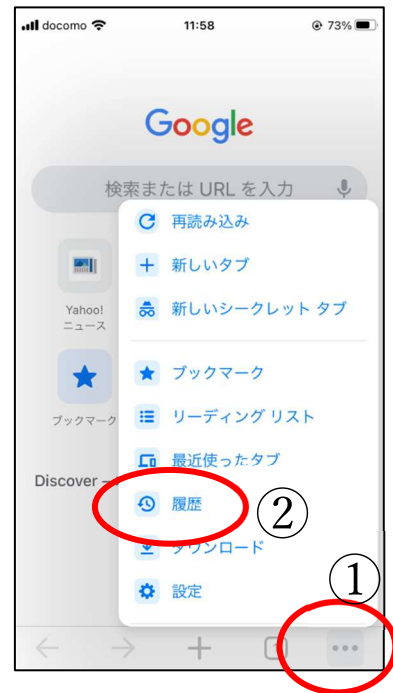 docomo 11:58 73%
Google
検索または URL を入力
再読み込み
新しいタブ
新しいシークレット タブ
Yahoo!
ニュース
ブックマーク
ブックマーク
リーディング リスト
最近使ったタブ
Discover
履歴
②
ダウンロード
①
設定
1